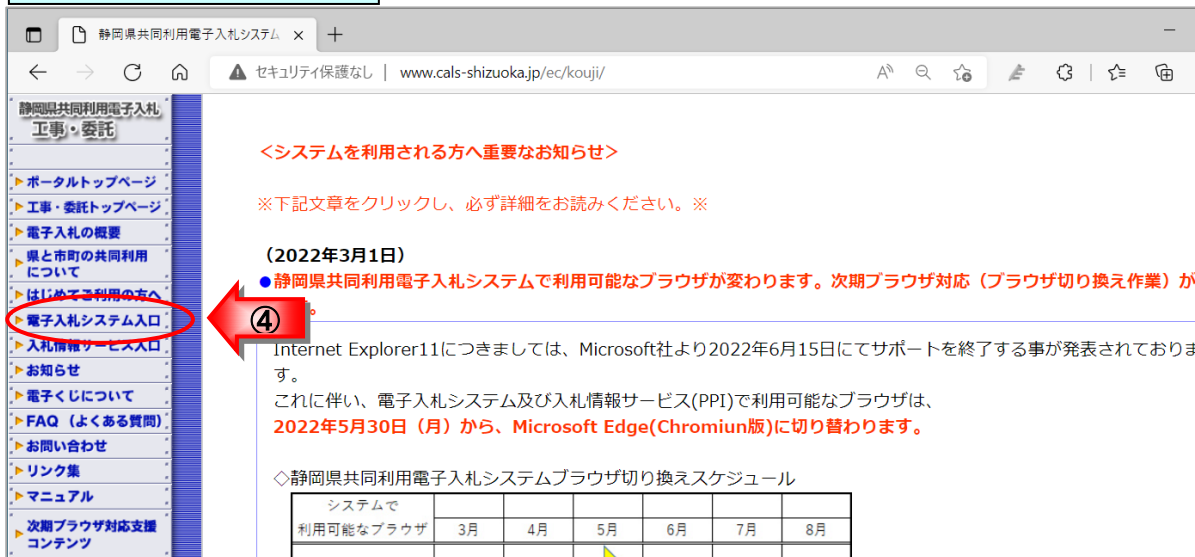 静岡県共同利用電子入札システム
セキュリティ保護なし | www.cals-shizuoka.jp/ec/kouji/
静岡県共同利用電子入札
工事・委託
ポータルトップページ
工事・委託トップページ
電子入札の概要
県と市町の共同利用
について
はじめてご利用の方へ
電子入札システム入口
入札情報サービス入口
お知らせ
電子くじについて
FAQ（よくある質問）
お問い合わせ
リンク集
マニュアル
次期ブラウザ対応支援
コンテンツ
④
＜システムを利用される方へ重要なお知らせ＞
※下記文章をクリックし、必ず詳細をお読みください。※
（2022年3月1日）
●静岡県共同利用電子入札システムで利用可能なブラウザが変わります。次期ブラウザ対応（ブラウザ切り換え作業）が
。
Internet Explorer11につきましては、Microsoft社より2022年6月15日にてサポートを終了する事が発表されておりま
す。
これに伴い、電子入札システム及び入札情報サービス(PPI)で利用可能なブラウザは、
2022年5月30日（月）から、Microsoft Edge(Chromiun版)に切り替わります。
◇静岡県共同利用電子入札システムブラウザ切り換えスケジュール
システムで
利用可能なブラウザ 3月 4月 5月 6月 7月 8月